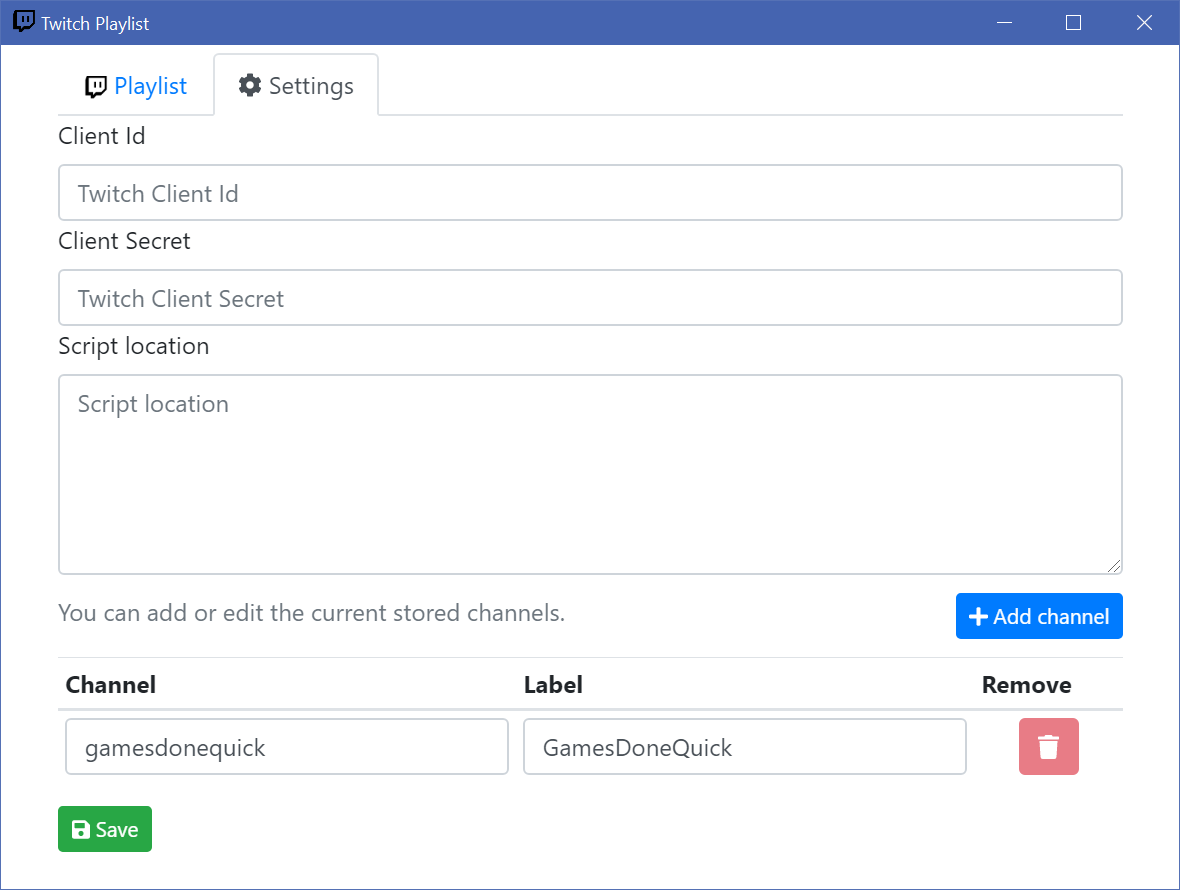 Twitch Playlist
Playlist Settings
Client Id
Twitch Client Id
Client Secret
Twitch Client Secret
Script location
Script location
You can add or edit the current stored channels.
Add channel
Channel Label Remove
gamesdonequick GamesDoneQuick
Save